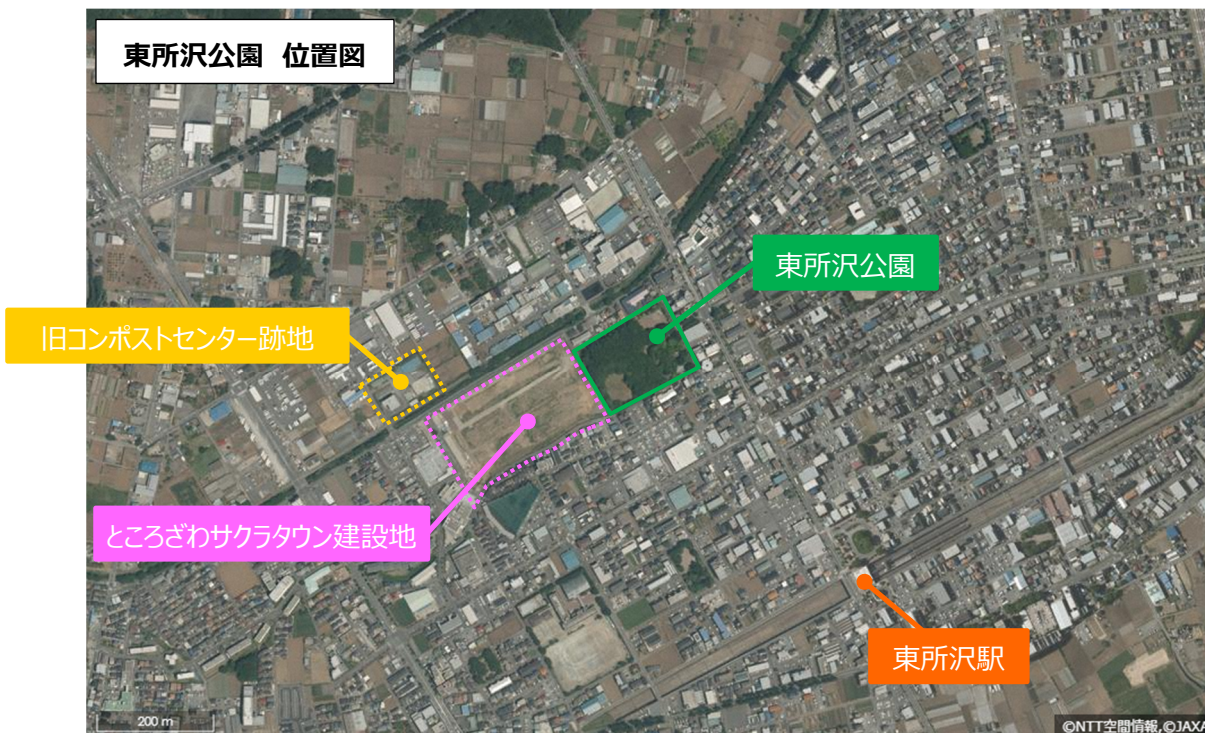 東所沢公園 位置図
東所沢公園
旧コンポストセンター跡地
ところざわサクラタウン建設地
東所沢駅
200 m
©NTT空間情報,©JAXA